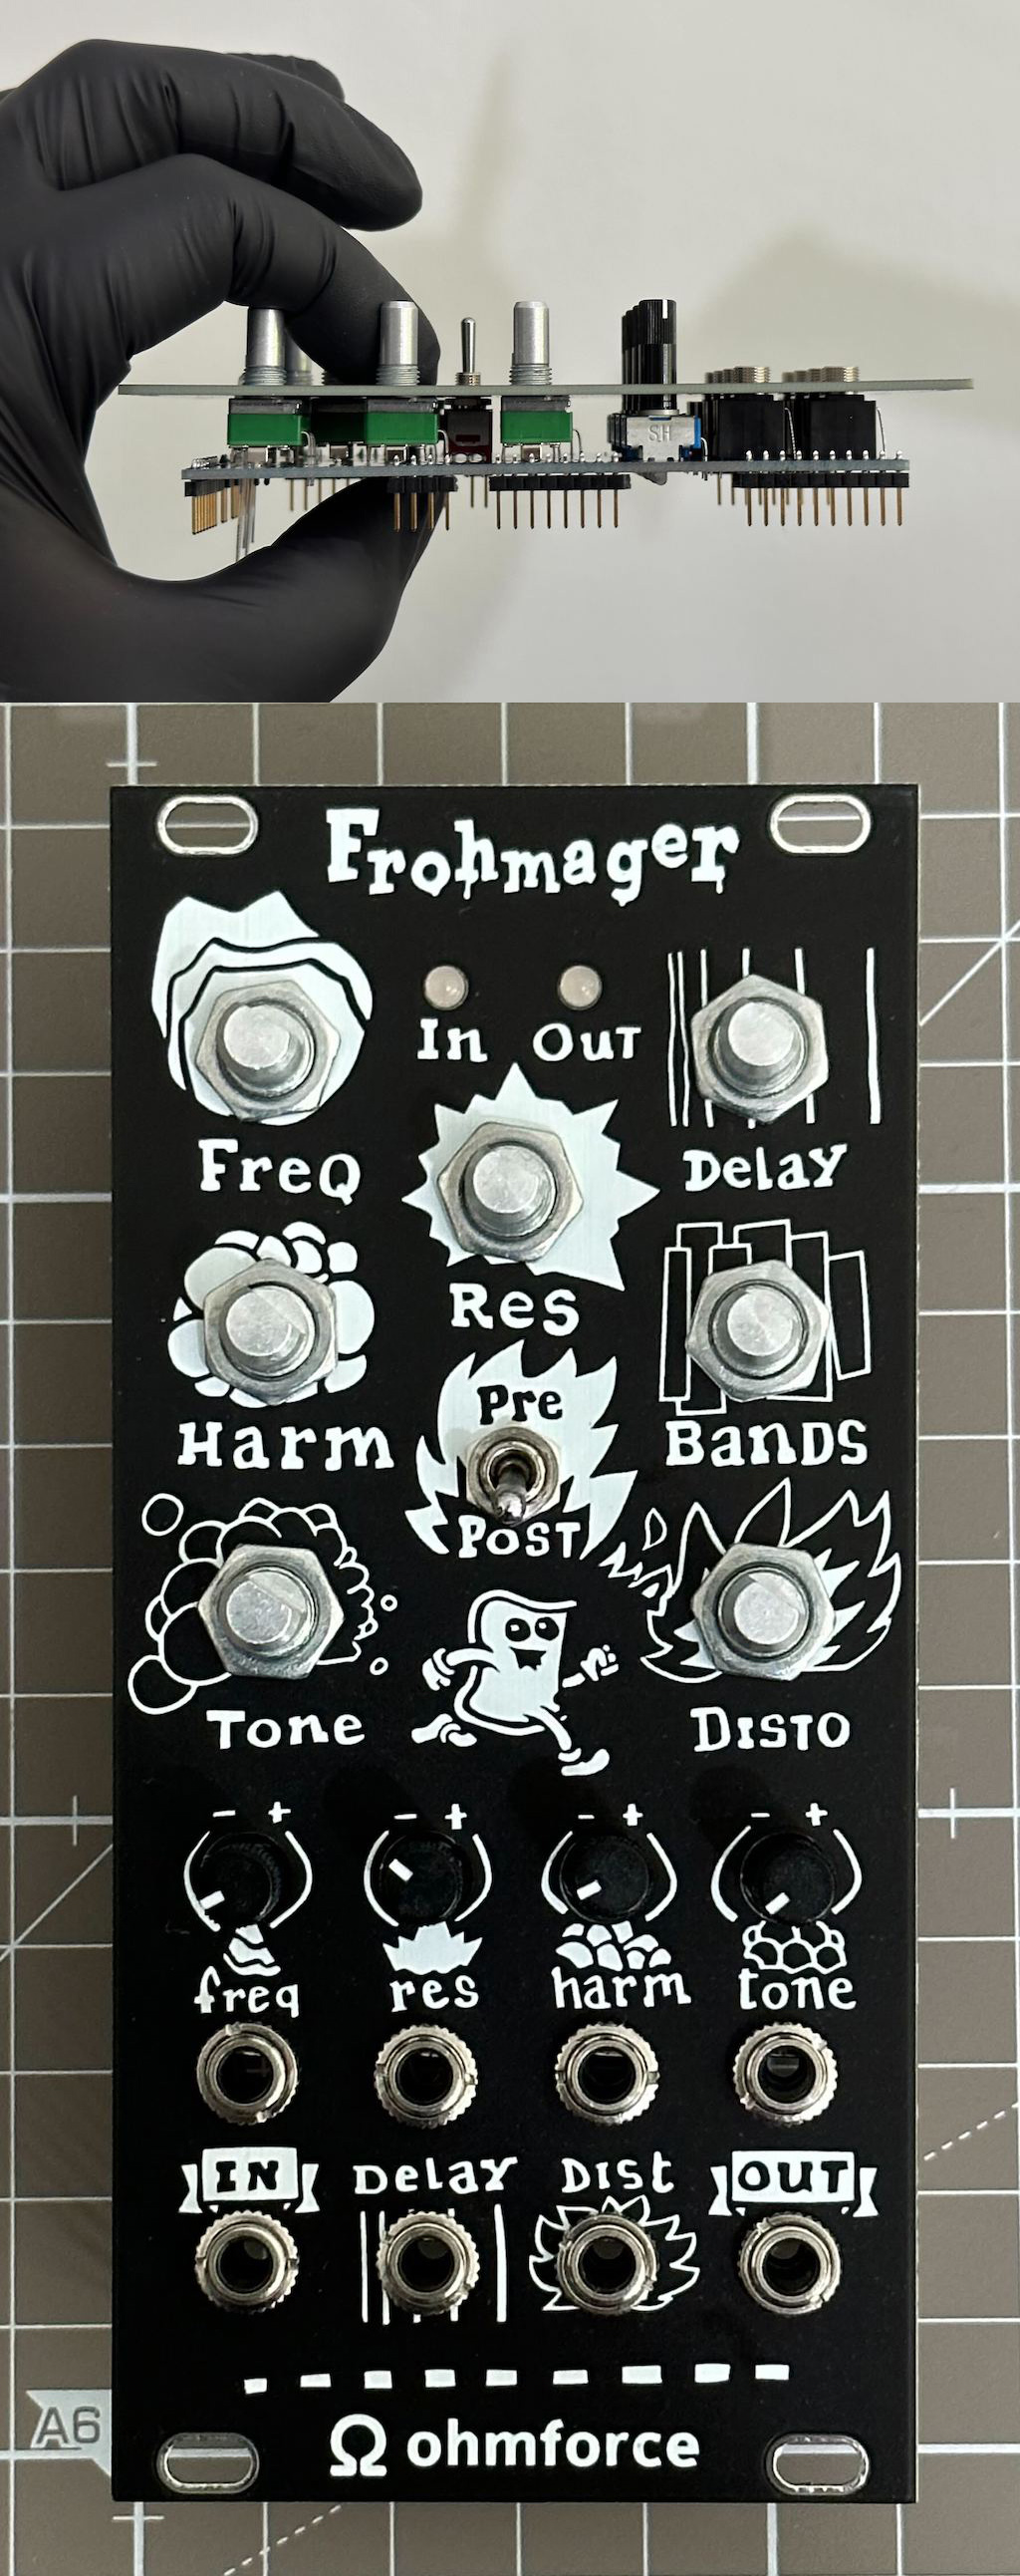 SH
Frohmager
In Out
Freq
Delay
Res
Harm
Pre
Bands
Post
Tone
Disto
- + - + - + - +
freq res harm tone
IN Delay Dist OUT
A6
Ω ohmforce